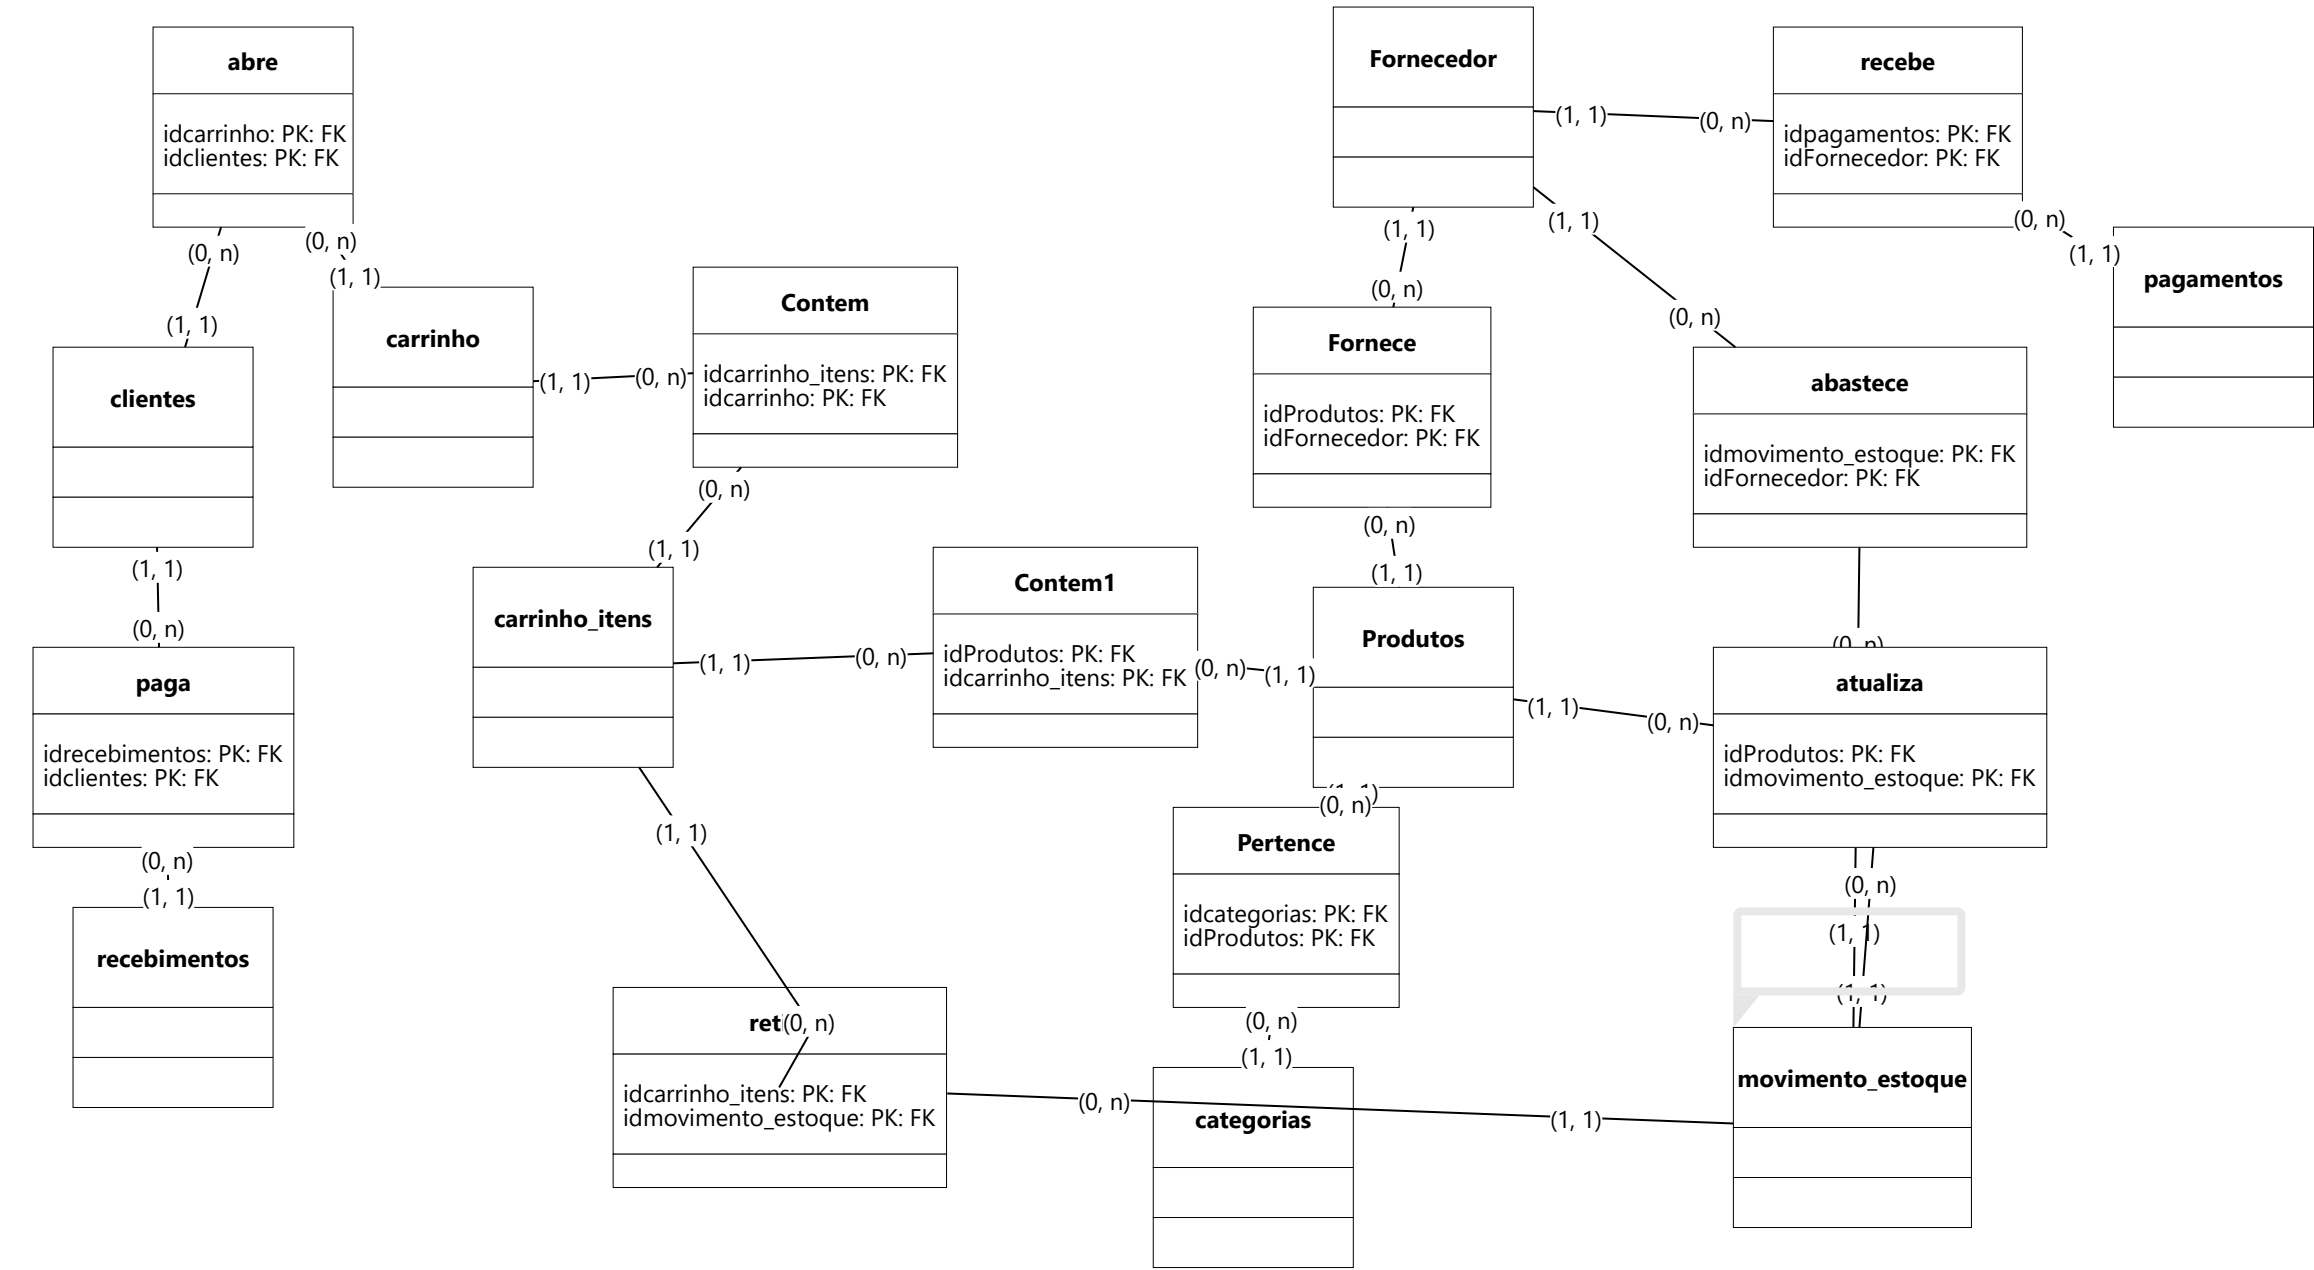 abre
idcarrinho: PK: FK
idclientes: PK: FK
(0, n)
(0, n)
(1, 1)
(1, 1)
clientes
carrinho
(1, 1)
(0, n)
Contem
idcarrinho_itens: PK: FK
idcarrinho: PK: FK
(0, n)
(1, 1)
(1, 1)
(0, n)
paga
idrecebimentos: PK: FK
idclientes: PK: FK
(0, n)
(1, 1)
recebimentos
carrinho_itens
(1, 1)
(0, n)
Contem1
idProdutos: PK: FK
idcarrinho_itens: PK: FK
(0, n)
(1, 1)
(1, 1)
ret
(0, n)
idcarrinho_itens: PK: FK
idmovimento_estoque: PK: FK
(0, n)
(1, 1)
Fornecedor
(1, 1)
(0, n)
recebe
idpagamentos: PK: FK
idFornecedor: PK: FK
(0, n)
(1, 1)
pagamentos
(1, 1)
(1, 1)
(0, n)
(0, n)
Fornece
idProdutos: PK: FK
idFornecedor: PK: FK
(0, n)
(1, 1)
abastece
idmovimento_estoque: PK: FK
idFornecedor: PK: FK
(0, n)
Produtos
(1, 1)
(0, n)
atualiza
idProdutos: PK: FK
idmovimento_estoque: PK: FK
(1, 1)
(0, n)
Pertence
idcategorias: PK: FK
idProdutos: PK: FK
(0, n)
(1, 1)
categorias
(0, n)
(1, 1)
(1, 1)
movimento_estoque